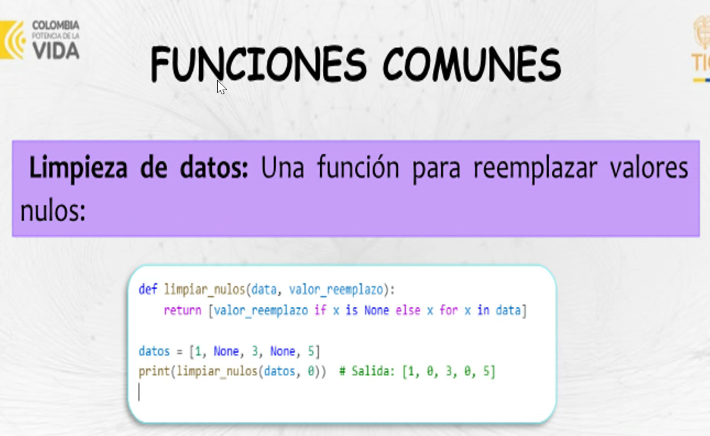 COLOMBIA
POTENCIA DE LA
VIDA
FUNCIONES COMUNES
TI
Limpieza de datos: Una función para reemplazar valores
nulos:
def limpiar_nulos(data, valor_reemplazo):
    return [valor_reemplazo if x is None else x for x in data]
datos = [1, None, 3, None, 5]
print(limpiar_nulos(datos, 0))  # Salida: [1, 0, 3, 0, 5]